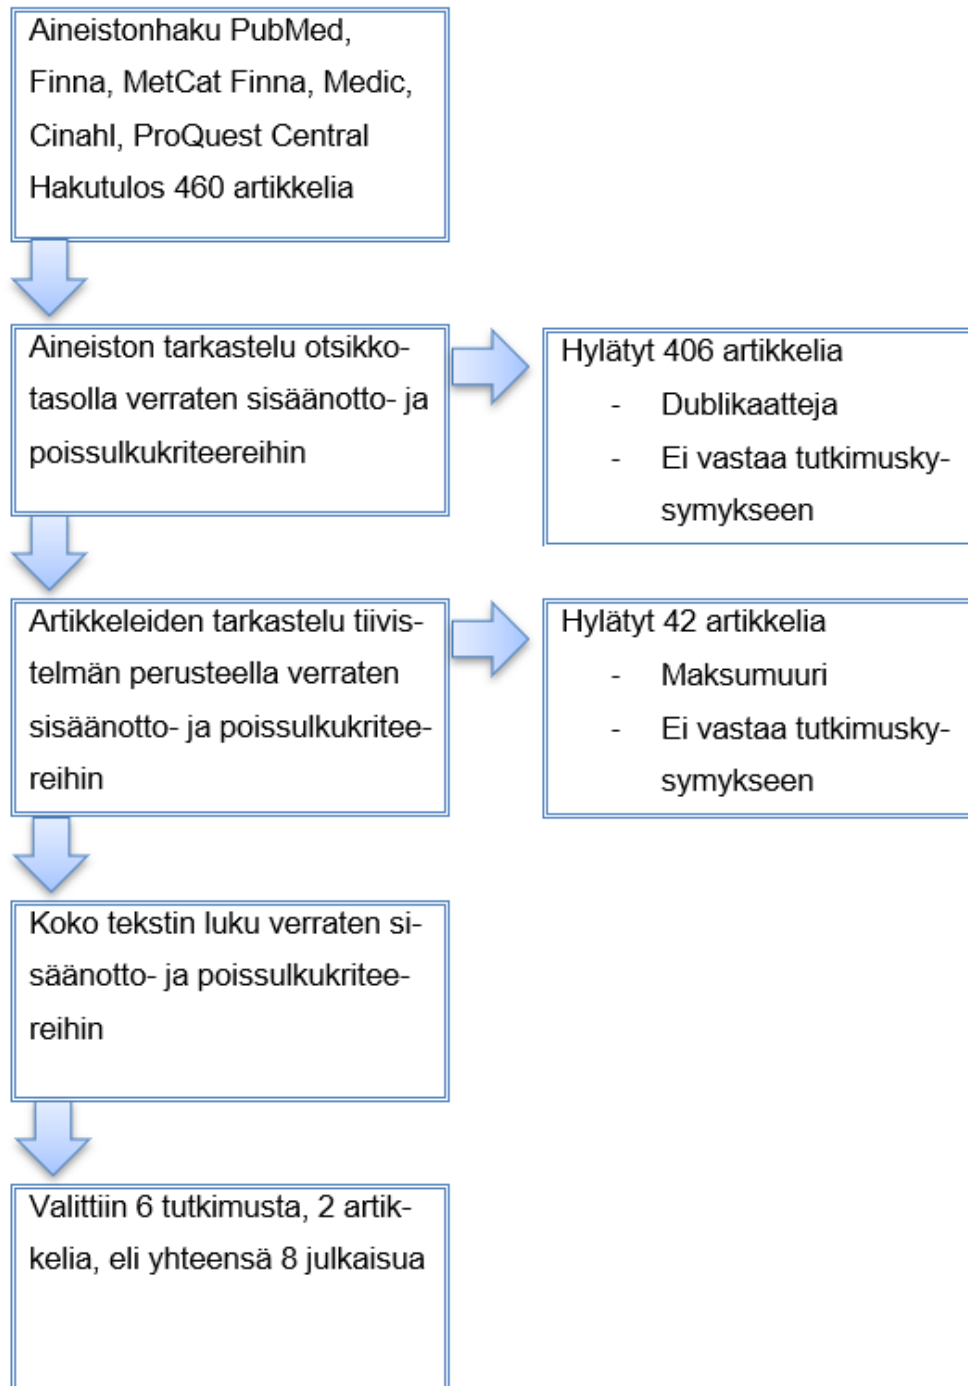 Aineistonhaku PubMed,
Finna, MetCat Finna, Medic,
Cinahl, ProQuest Central
Hakutulos 460 artikkelia
Aineiston tarkastelu otsikko-
tasolla verraten sisäänotto- ja
poissulkukriteereihin
Hylätyt 406 artikkelia
- Dublikaatteja
- Ei vastaa tutkimusky-
symykseen
Artikkeleiden tarkastelu tiivis-
telmän perusteella verraten
sisäänotto- ja poissulkukritee-
reihin
Hylätyt 42 artikkelia
- Maksumuuri
- Ei vastaa tutkimusky-
symykseen
Koko tekstin luku verraten si-
säänotto- ja poissulkukritee-
reihin
Valittiin 6 tutkimusta, 2 artik-
kelia, eli yhteensä 8 julkaisua